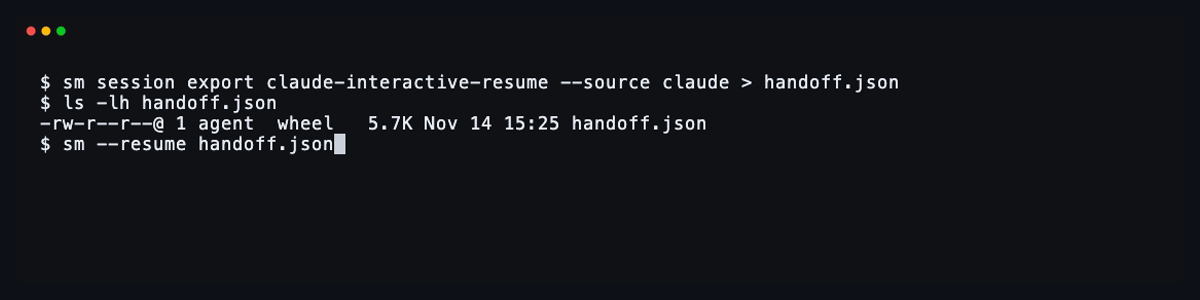 $ sm session export claude-interactive-resume --source claude > handoff.json
$ ls -lh handoff.json
-rw-r--r--@ 1 agent  wheel   5.7K Nov 14 15:25 handoff.json
$ sm --resume handoff.json